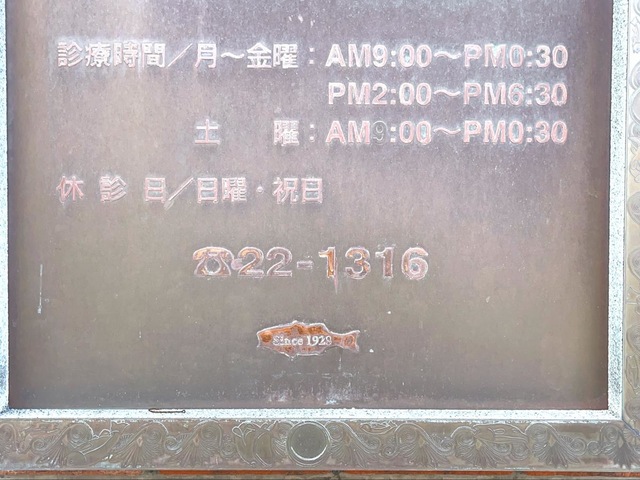 診療時間／月～金曜：AM9:00～PM0:30
PM2:00～PM6:30
土　曜：AM9:00～PM0:30
休診日／日曜・祝日
☎22-1316
Since 1929